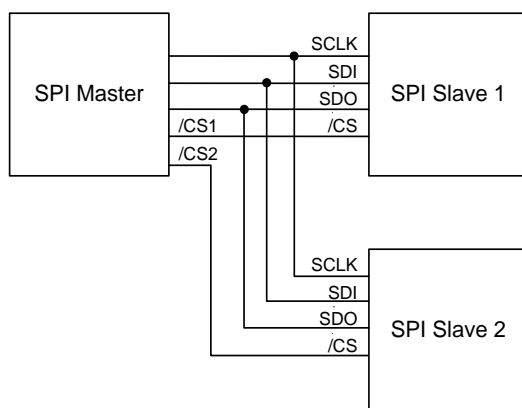 SCLK
SDI
SPI Master
SDO
SPI Slave 1
/CS1
/CS
/CS2
SCLK
SDI
SDO
SPI Slave 2
/CS